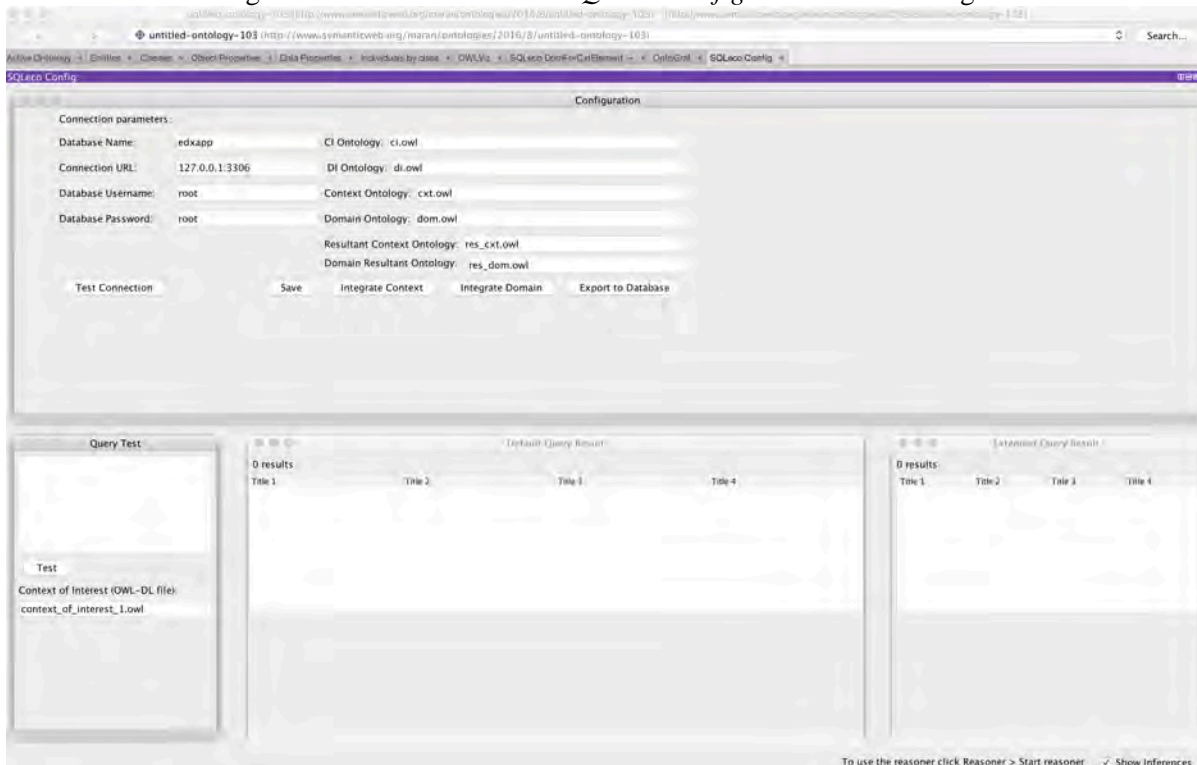 untitled-ontology-103 (http://www.semanticweb.org/maran/ontologies/2016/8/untitled-ontology-103)
Search...
Active Ontology Entities Classes Object Properties Data Properties Individuals by class OWLViz OntoGraf SQLeco Config
SQLeco Config:
Configuration
Connection parameters:
Database Name: edxapp CI Ontology: ci.owl
Connection URL: 127.0.0.1:3306 DI Ontology: di.owl
Database Username: root Context Ontology: cxt.owl
Database Password: root Domain Ontology: dom.owl
Resultant Context Ontology: res_cxt.owl
Domain Resultant Ontology: res_dom.owl
Test Connection Save Integrate Context Integrate Domain Export to Database
Query Test Default Query Result Extended Query Result
0 results 0 results
Title 1 Title 2 Title 3 Title 4 Title 1 Title 2 Title 3 Title 4
Test
Context of Interest (OWL-DL file):
context_of_interest_1.owl
To use the reasoner click Reasoner > Start reasoner ✓ Show Inferences